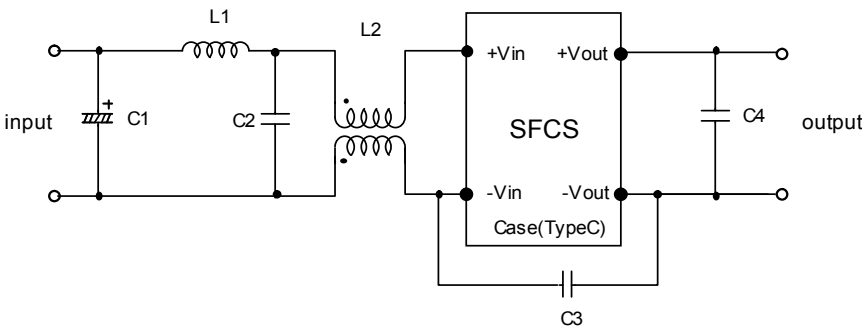 L1
L2
+Vin
+Vout
+
input
C1
C2
SFCS
C4
output
-Vin
-Vout
Case(TypeC)
C3